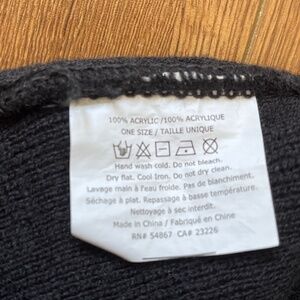 100% ACRYLIC /100% ACRYLIQUE
ONE SIZE / TAILLE UNIQUE
Hand wash cold. Do not bleach.
Dry flat. Cool Iron. Do not dry clean.
Lavage main à l'eau froide. Pas de blanchiment.
Séchage à plat. Repassage à basse température.
Nettoyage à sec interdit.
Made in China / Fabriqué en Chine
RN# 54867 CA# 23226